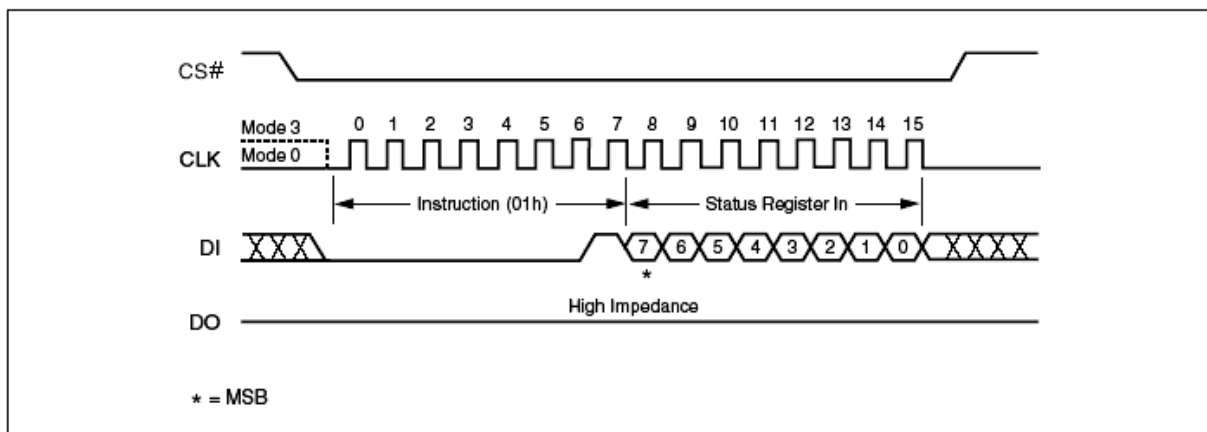 CS#
Mode 3
0 1 2 3 4 5 6 7 8 9 10 11 12 13 14 15
CLK
Mode 0
Instruction (01h)
Status Register In
DI
7 6 5 4 3 2 1 0
*
High Impedance
DO
* = MSB